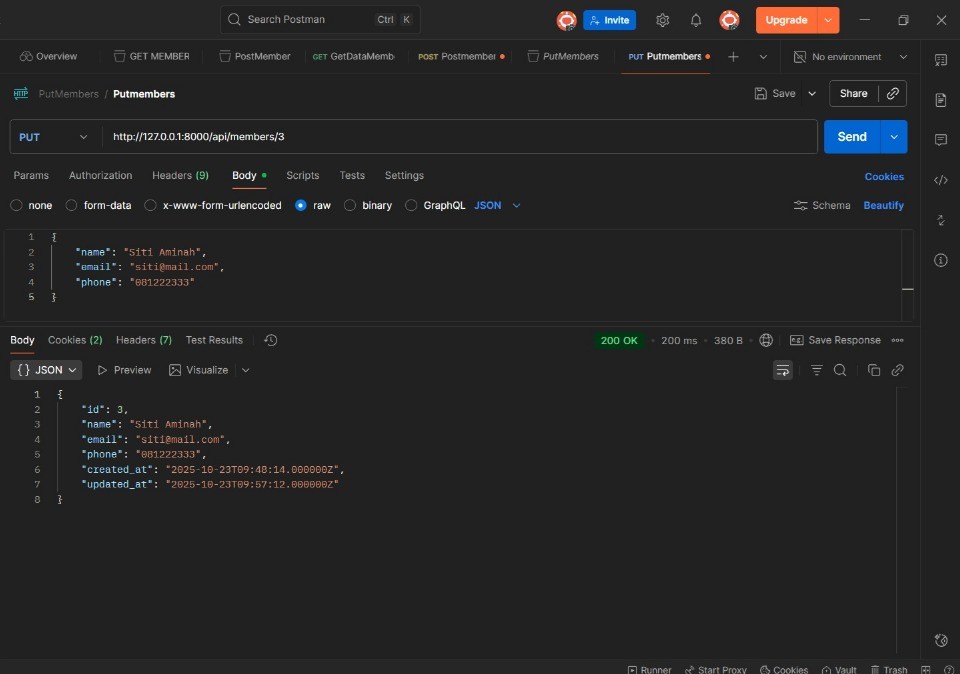 Search Postman Ctrl K Invite Upgrade
Overview GET MEMBER PostMember GET GetDataMemb POST Postmember PutMembers PUT Putmembers No environment
HTTP PutMembers / Putmembers Save Share
PUT http://127.0.0.1:8000/api/members/3 Send
Params Authorization Headers (9) Body Scripts Tests Settings Cookies
none form-data x-www-form-urlencoded raw binary GraphQL JSON Schema Beautify
1 {
2 "name": "Siti Aminah",
3 "email": "siti@mail.com",
4 "phone": "081222333"
5 }
Body Cookies (2) Headers (7) Test Results 200 OK 200 ms 380 B Save Response
{} JSON Preview Visualize
1 {
2 "id": 3,
3 "name": "Siti Aminah",
4 "email": "siti@mail.com",
5 "phone": "081222333",
6 "created_at": "2025-10-23T09:48:14.000000Z",
7 "updated_at": "2025-10-23T09:57:12.000000Z"
8 }
Runner Start Proxy Cookies Vault Trash